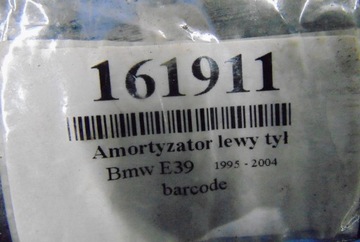 161911
Amortyzator lewy tył
Bmw E39 1995 - 2004
barcode